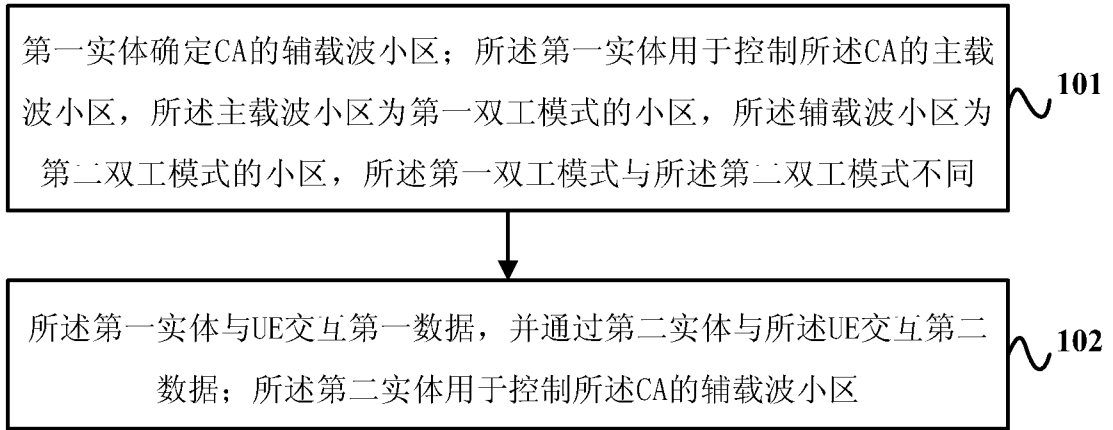 第一实体确定CA的辅载波小区；所述第一实体用于控制所述CA的主载
波小区，所述主载波小区为第一双工模式的小区，所述辅载波小区为
第二双工模式的小区，所述第一双工模式与所述第二双工模式不同
101
所述第一实体与UE交互第一数据，并通过第二实体与所述UE交互第二
数据；所述第二实体用于控制所述CA的辅载波小区
102